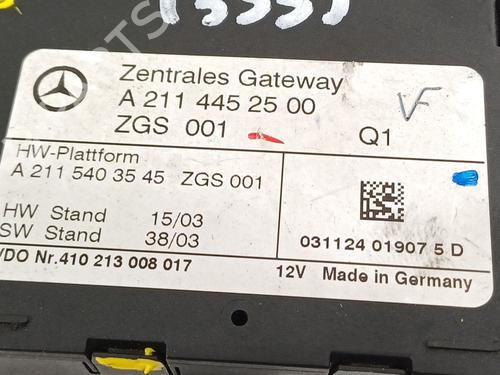 Zentrales Gateway
A 211 445 25 00
ZGS 001
Q1
VF
HW-Plattform
A 211 540 35 45 ZGS 001
HW Stand 15/03
SW Stand 38/03
031124 01907 5 D
VDO Nr.410 213 008 017
12V Made in Germany